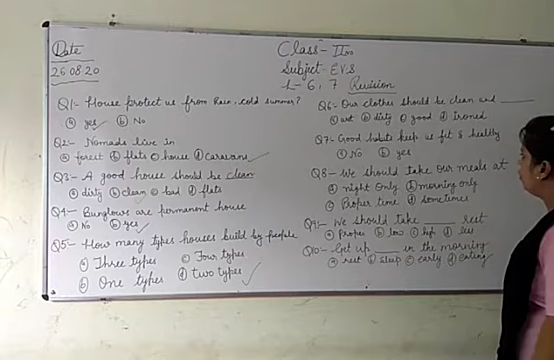 Date
26.08.20
Class- IInd
Subject- EVS
L- 6, 7 Revision
Q1- House protect us from Rain, cold summer?
a yes ✓ b No
Q2- Nomads live in
a forest b flats c house d caravans ✓
Q3- A good house should be clean
a dirty b clean ✓ c bad d flats
Q4- Bunglows are permanent house
a No b yes ✓
Q5- How many types houses build by people
a Three types c Four types
b One types d two types ✓
Q6- Our clothes should be clean and ____
a wet b dirty c good d Ironed
Q7- Good habits keep us fit & healthy
a No b yes
Q8- We should take our meals at
a night only b morning only
c Proper time d sometimes
Q9- We should take ____ rest
a proper b low c d less
Q10- Get up ____ in the morning
a rest b sleep c early d eating